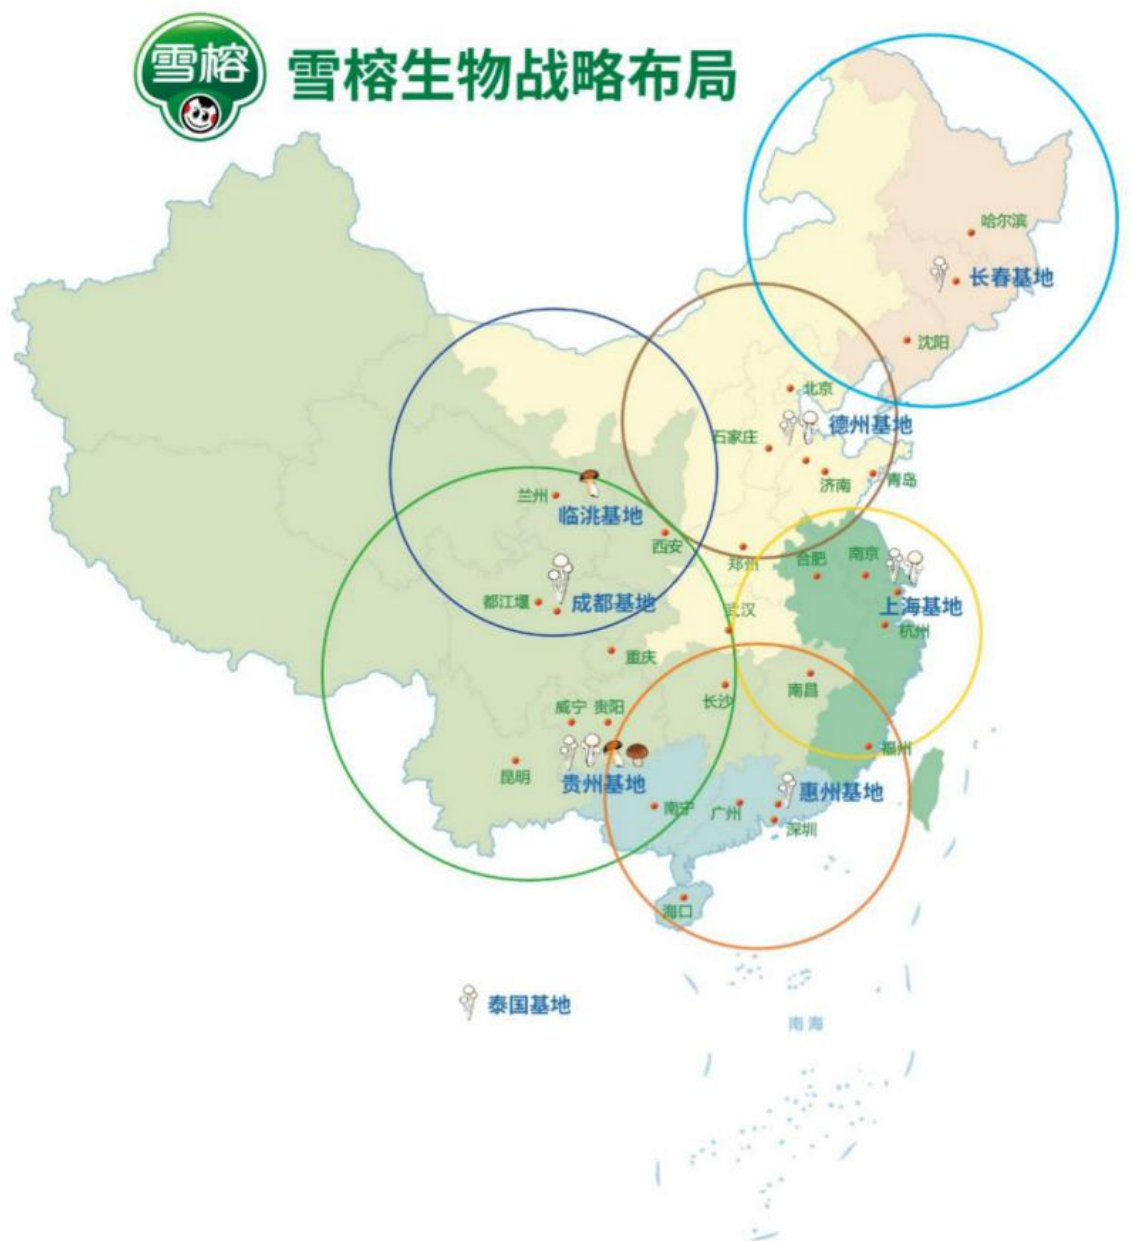 雪榕
雪榕生物战略布局
哈尔滨
长春基地
沈阳
北京
德州基地
石家庄
济南
青岛
兰州
临洮基地
西安
郑州
合肥
南京
都江堰
成都基地
上海基地
武汉
杭州
重庆
长沙
南昌
威宁
贵阳
福州
昆明
贵州基地
惠州基地
南宁
广州
深圳
海口
泰国基地
南海